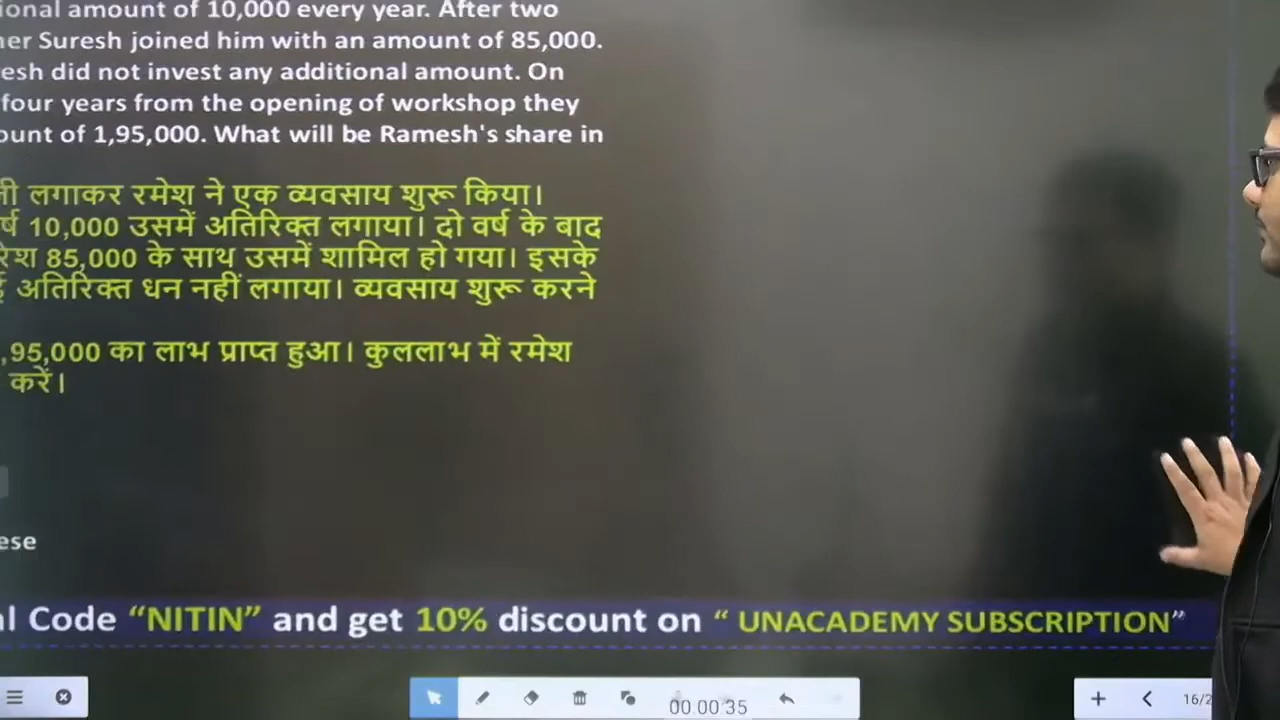 ional amount of 10,000 every year. After two
her Suresh joined him with an amount of 85,000.
esh did not invest any additional amount. On
four years from the opening of workshop they
ount of 1,95,000. What will be Ramesh's share in
नी लगाकर रमेश ने एक व्यवसाय शुरू किया।
र्ष 10,000 उसमें अतिरिक्त लगाया। दो वर्ष के बाद
रेश 85,000 के साथ उसमें शामिल हो गया। इसके
ई अतिरिक्त धन नहीं लगाया। व्यवसाय शुरू करने
,95,000 का लाभ प्राप्त हुआ। कुललाभ में रमेश
करें।
ese
al Code “NITIN” and get 10% discount on “ UNACADEMY SUBSCRIPTION”
00:00:35
16/2